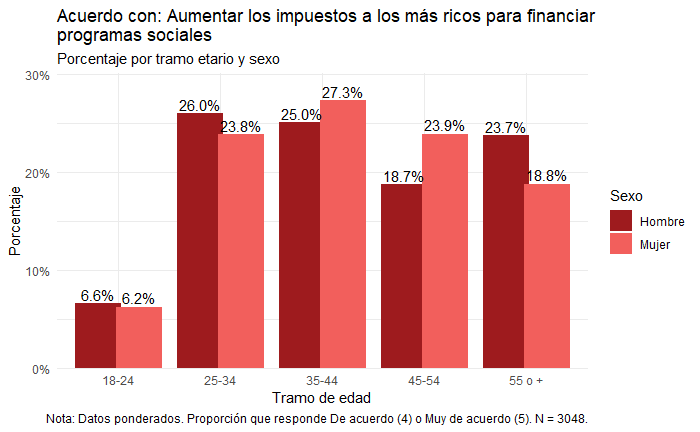 Acuerdo con: Aumentar los impuestos a los más ricos para financiar
programas sociales
Porcentaje por tramo etario y sexo
30%
20%
10%
0%
Porcentaje
6.6%
6.2%
26.0%
23.8%
25.0%
27.3%
18.7%
23.9%
23.7%
18.8%
18-24
25-34
35-44
45-54
55 o +
Tramo de edad
Sexo
Hombre
Mujer
Nota: Datos ponderados. Proporción que responde De acuerdo (4) o Muy de acuerdo (5). N = 3048.